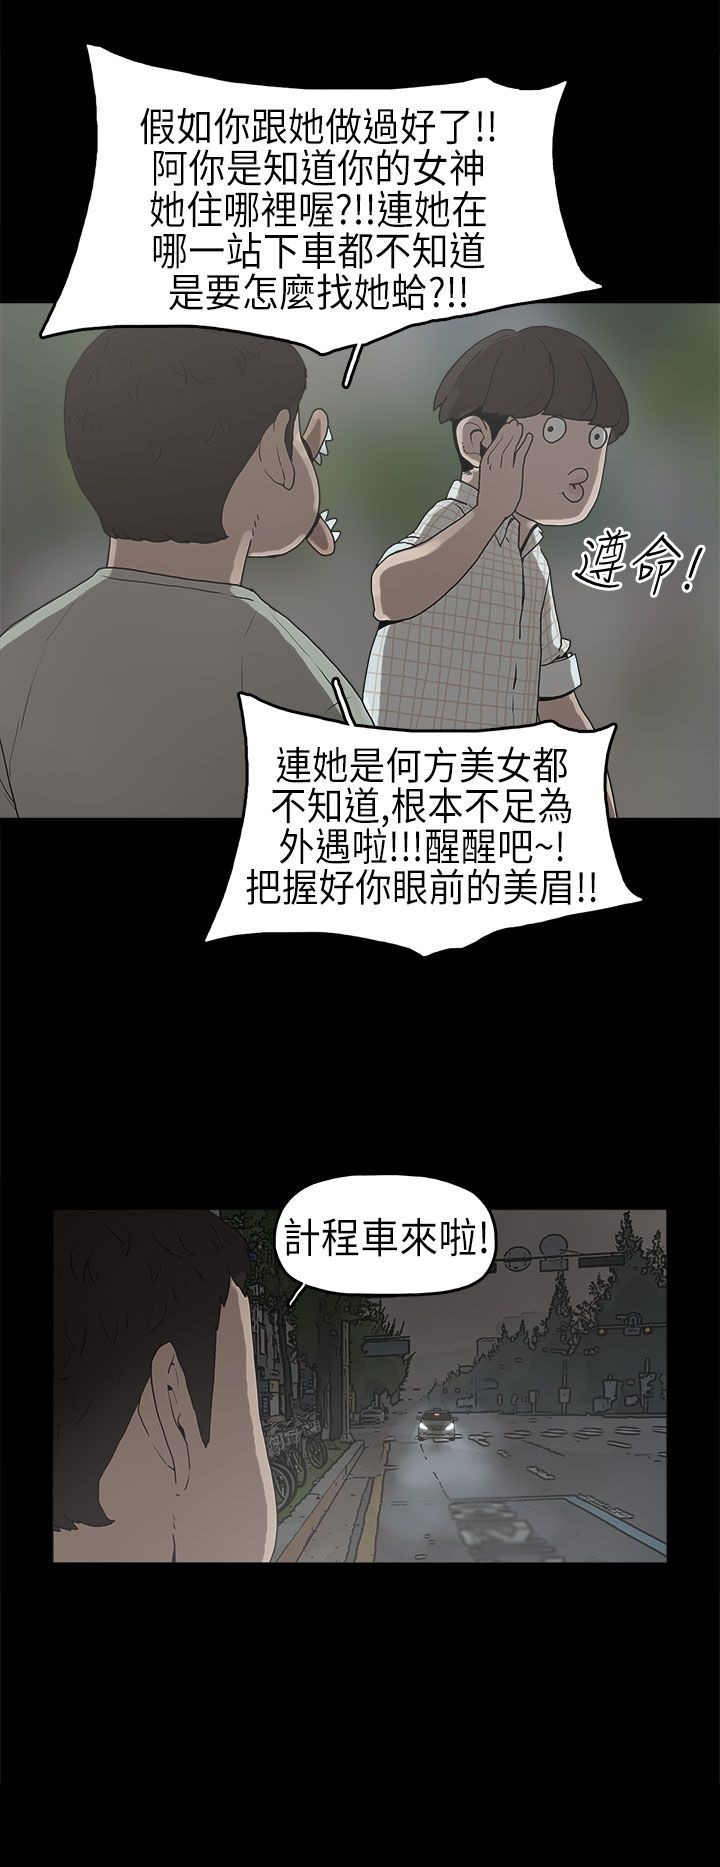 假如你跟她做過好了!!
阿你是知道你的女神
她住哪裡喔?!!連她在
哪一站下車都不知道
是要怎麼找她蛤?!!
遵命!
連她是何方美女都
不知道,根本不足為
外遇啦!!!醒醒吧~!
把握好你眼前的美眉!!
計程車來啦!